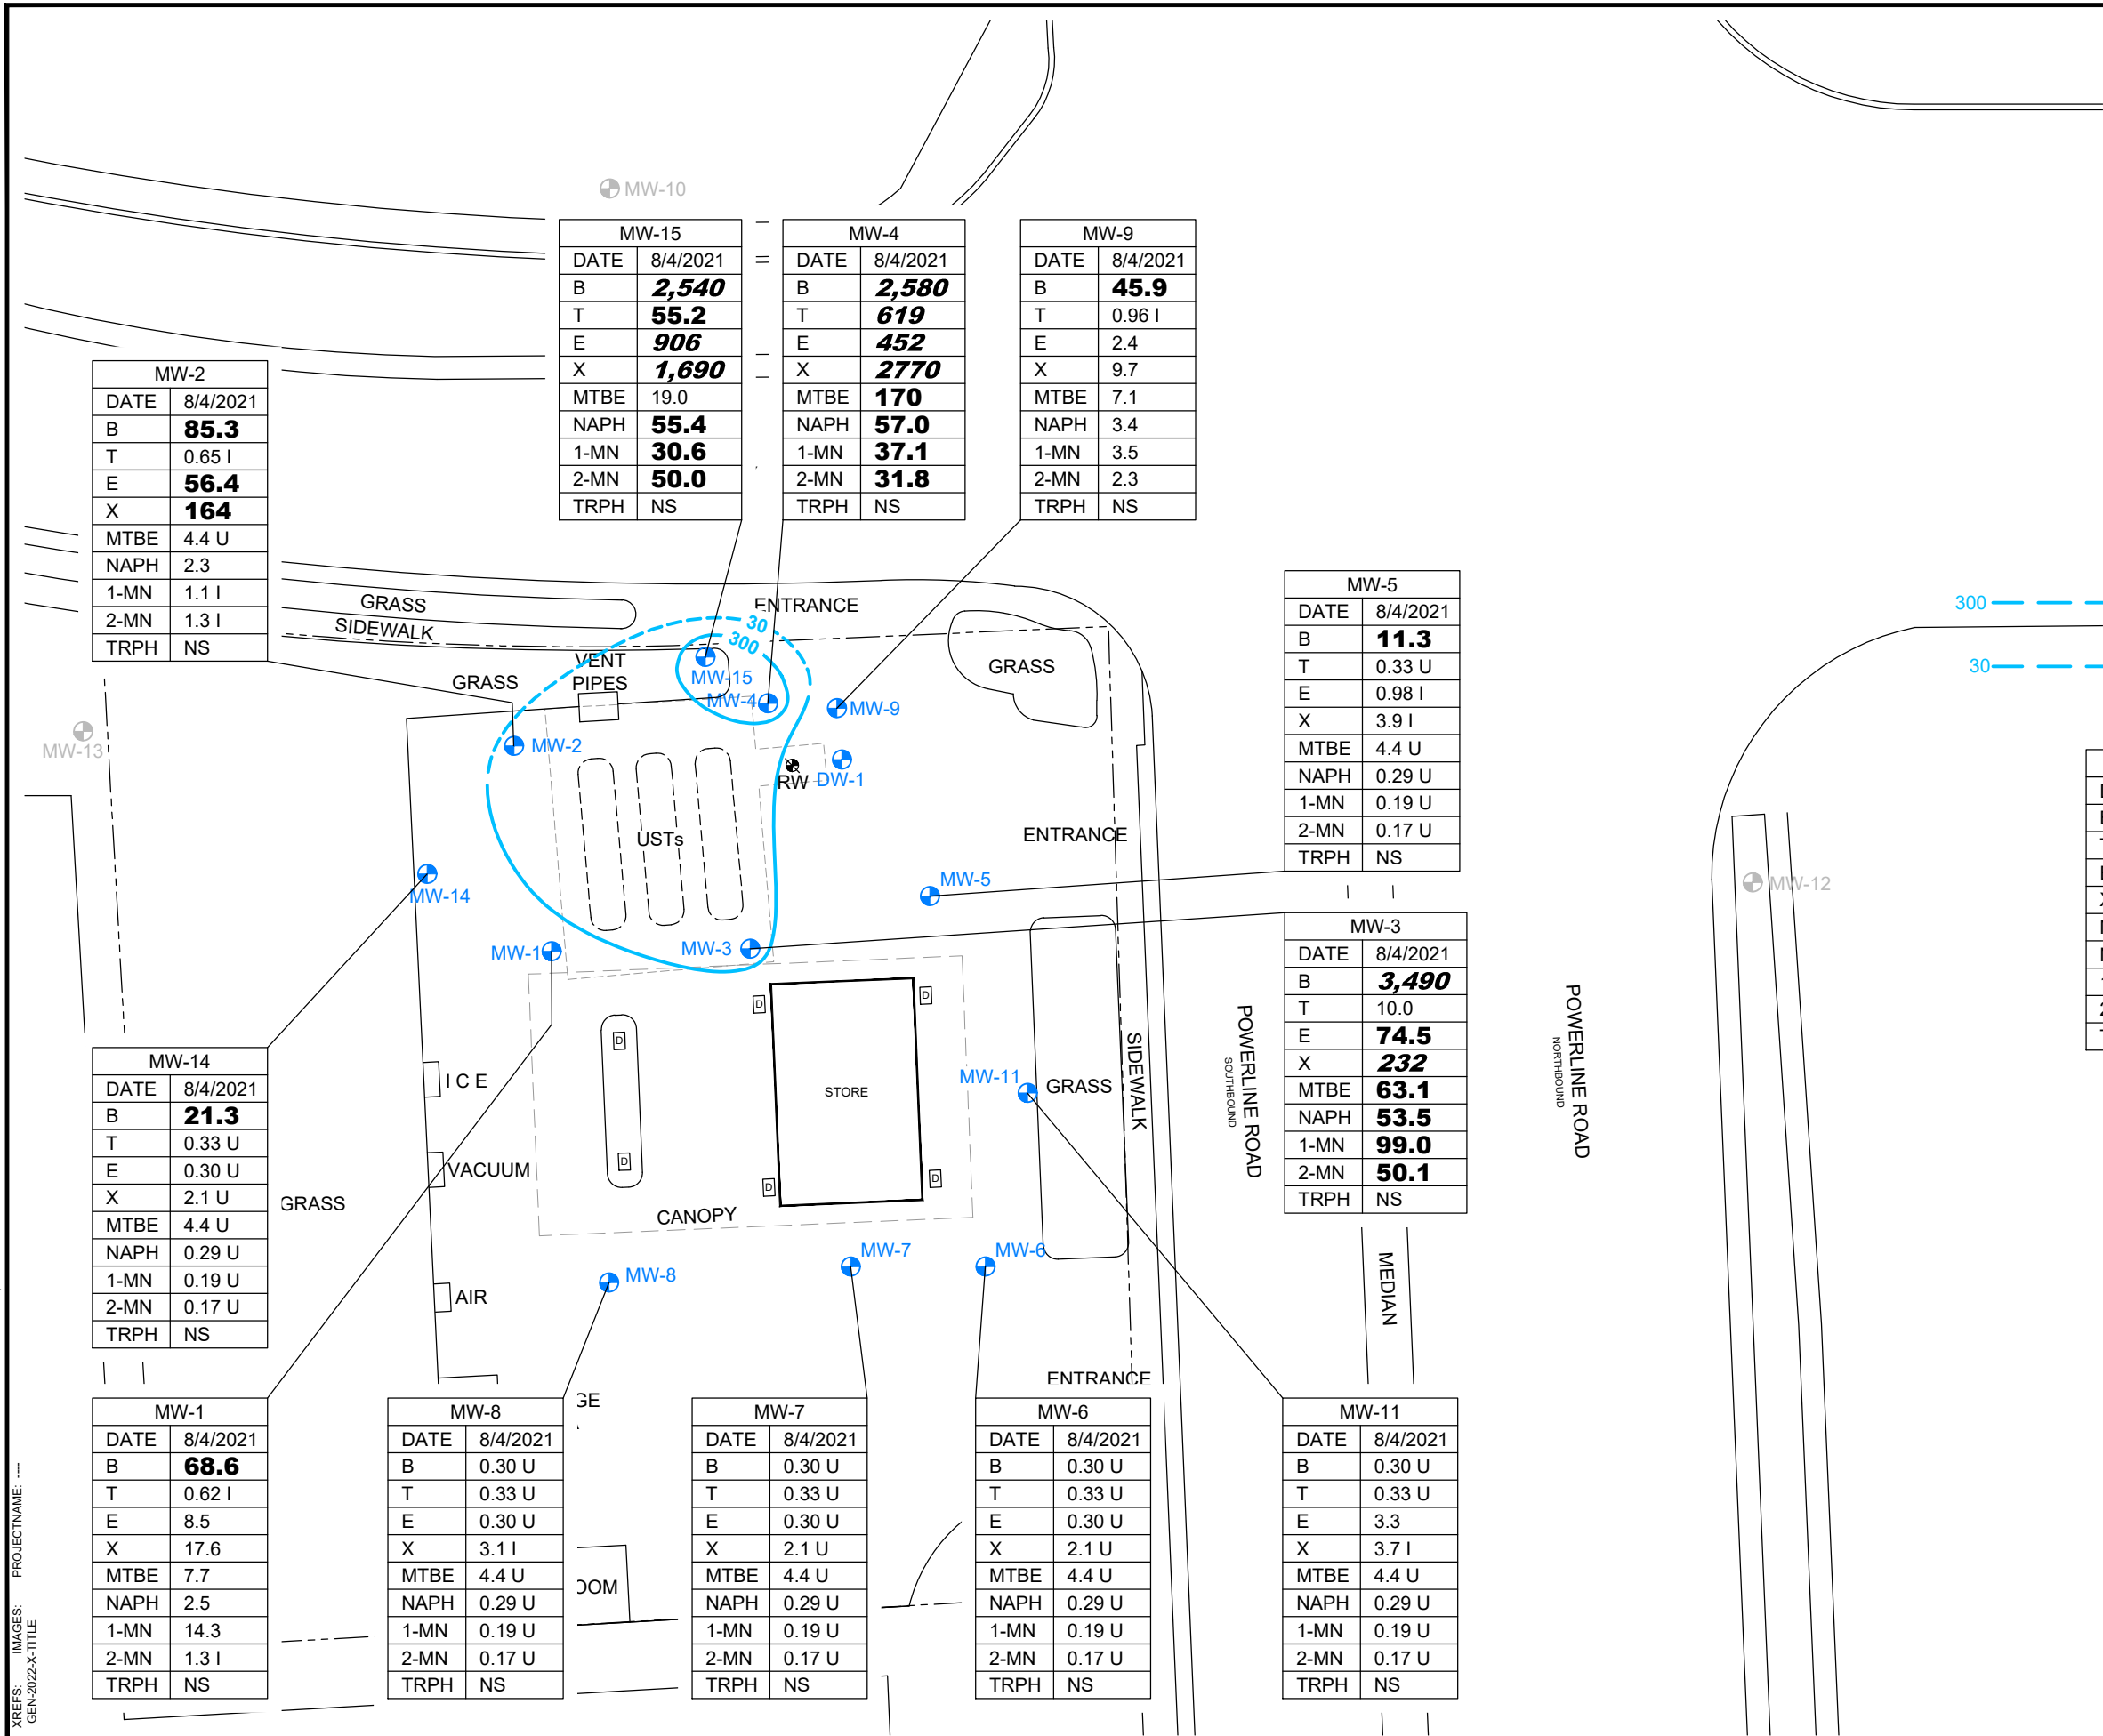 MW-10
MW-15
DATE 8/4/2021
B 2,540
T 55.2
E 906
X 1,690
MTBE 19.0
NAPH 55.4
1-MN 30.6
2-MN 50.0
TRPH NS
MW-4
DATE 8/4/2021
B 2,580
T 619
E 452
X 2770
MTBE 170
NAPH 57.0
1-MN 37.1
2-MN 31.8
TRPH NS
MW-9
DATE 8/4/2021
B 45.9
T 0.96 I
E 2.4
X 9.7
MTBE 7.1
NAPH 3.4
1-MN 3.5
2-MN 2.3
TRPH NS
MW-2
DATE 8/4/2021
B 85.3
T 0.65 I
E 56.4
X 164
MTBE 4.4 U
NAPH 2.3
1-MN 1.1 I
2-MN 1.3 I
TRPH NS
MW-5
DATE 8/4/2021
B 11.3
T 0.33 U
E 0.98 I
X 3.9 I
MTBE 4.4 U
NAPH 0.29 U
1-MN 0.19 U
2-MN 0.17 U
TRPH NS
GRASS
SIDEWALK
ENTRANCE
30
300
300
30
VENT
PIPES
GRASS
MW-15
MW-4
MW-9
GRASS
MW-13
MW-2
RW
DW-1
USTs
ENTRANCE
MW-14
MW-5
MW-12
MW-1
MW-3
MW-3
DATE 8/4/2021
B 3,490
T 10.0
E 74.5
X 232
MTBE 63.1
NAPH 53.5
1-MN 99.0
2-MN 50.1
TRPH NS
D
D
D
D
D
D
STORE
MW-11
GRASS
SIDEWALK
POWERLINE ROAD
SOUTHBOUND
POWERLINE ROAD
NORTHBOUND
MW-14
DATE 8/4/2021
B 21.3
T 0.33 U
E 0.30 U
X 2.1 U
MTBE 4.4 U
NAPH 0.29 U
1-MN 0.19 U
2-MN 0.17 U
TRPH NS
I C E
VACUUM
GRASS
CANOPY
AIR
MW-8
MW-7
MW-6
MEDIAN
ENTRANCE
GE
OOM
MW-1
DATE 8/4/2021
B 68.6
T 0.62 I
E 8.5
X 17.6
MTBE 7.7
NAPH 2.5
1-MN 14.3
2-MN 1.3 I
TRPH NS
MW-8
DATE 8/4/2021
B 0.30 U
T 0.33 U
E 0.30 U
X 3.1 I
MTBE 4.4 U
NAPH 0.29 U
1-MN 0.19 U
2-MN 0.17 U
TRPH NS
MW-7
DATE 8/4/2021
B 0.30 U
T 0.33 U
E 0.30 U
X 2.1 U
MTBE 4.4 U
NAPH 0.29 U
1-MN 0.19 U
2-MN 0.17 U
TRPH NS
MW-6
DATE 8/4/2021
B 0.30 U
T 0.33 U
E 0.30 U
X 2.1 U
MTBE 4.4 U
NAPH 0.29 U
1-MN 0.19 U
2-MN 0.17 U
TRPH NS
MW-11
DATE 8/4/2021
B 0.30 U
T 0.33 U
E 3.3
X 3.7 I
MTBE 4.4 U
NAPH 0.29 U
1-MN 0.19 U
2-MN 0.17 U
TRPH NS
XREFS: IMAGES: PROJECTNAME: ----
GEN-2022-X-TITLE